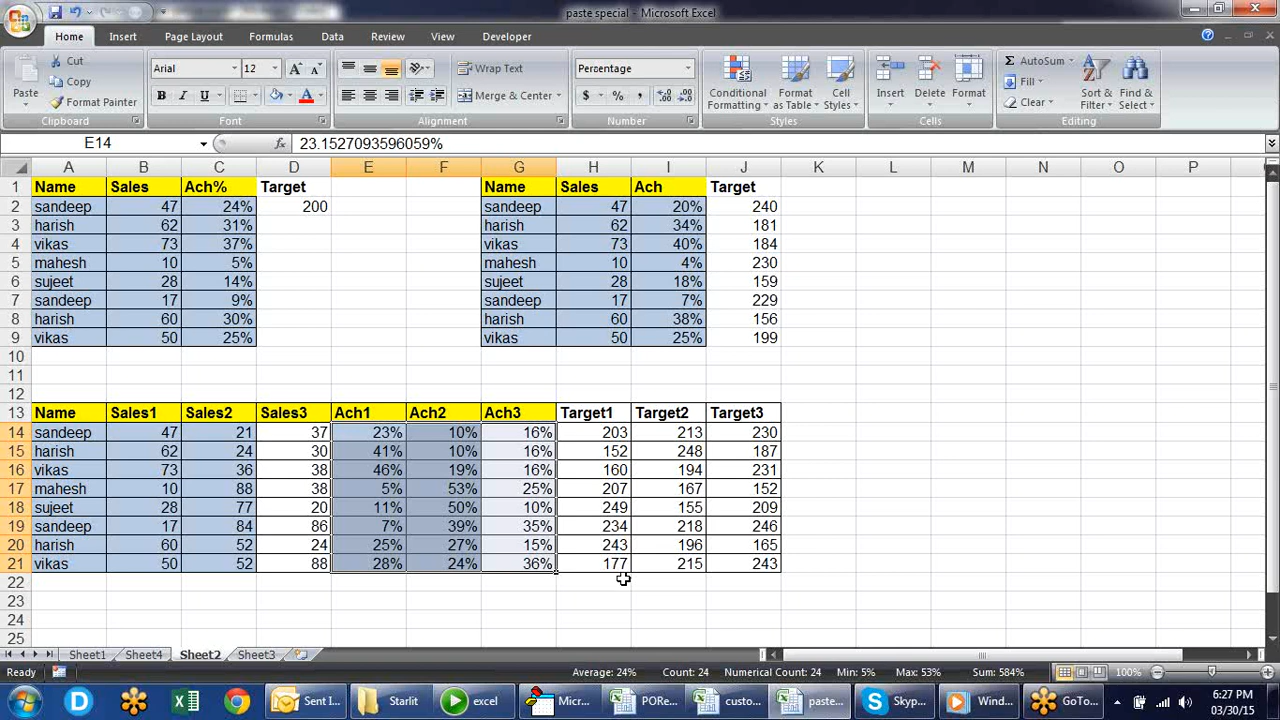 paste special - Microsoft Excel
Home Insert Page Layout Formulas Data Review View Developer
Paste Cut Copy Format Painter Clipboard
Arial 12 A A B I U A Font
Wrap Text Merge & Center Alignment
Percentage $ % , Number
Conditional Formatting Format as Table Cell Styles Styles
Insert Delete Format Cells
Σ AutoSum Fill Clear Sort & Filter Find & Select Editing
E14 fx 23.1527093596059%
A B C D E F G H I J K L M N O P
1 Name Sales Ach% Target Name Sales Ach Target
2 sandeep 47 24% 200 sandeep 47 20% 240
3 harish 62 31% harish 62 34% 181
4 vikas 73 37% vikas 73 40% 184
5 mahesh 10 5% mahesh 10 4% 230
6 sujeet 28 14% sujeet 28 18% 159
7 sandeep 17 9% sandeep 17 7% 229
8 harish 60 30% harish 60 38% 156
9 vikas 50 25% vikas 50 25% 199
10
11
12
13 Name Sales1 Sales2 Sales3 Ach1 Ach2 Ach3 Target1 Target2 Target3
14 sandeep 47 21 37 23% 10% 16% 203 213 230
15 harish 62 24 30 41% 10% 16% 152 248 187
16 vikas 73 36 38 46% 19% 16% 160 194 231
17 mahesh 10 88 38 5% 53% 25% 207 167 152
18 sujeet 28 77 20 11% 50% 10% 249 155 209
19 sandeep 17 84 86 7% 39% 35% 234 218 246
20 harish 60 52 24 25% 27% 15% 243 196 165
21 vikas 50 52 88 28% 24% 36% 177 215 243
22
23
24
25
Sheet1 Sheet4 Sheet2 Sheet3
Ready Average: 24% Count: 24 Numerical Count: 24 Min: 5% Max: 53% Sum: 584% 100%
D Sent I... Starlit excel Micr... PORe... custo... paste... Skyp... Wind... GoTo... 6:27 PM
03/30/15